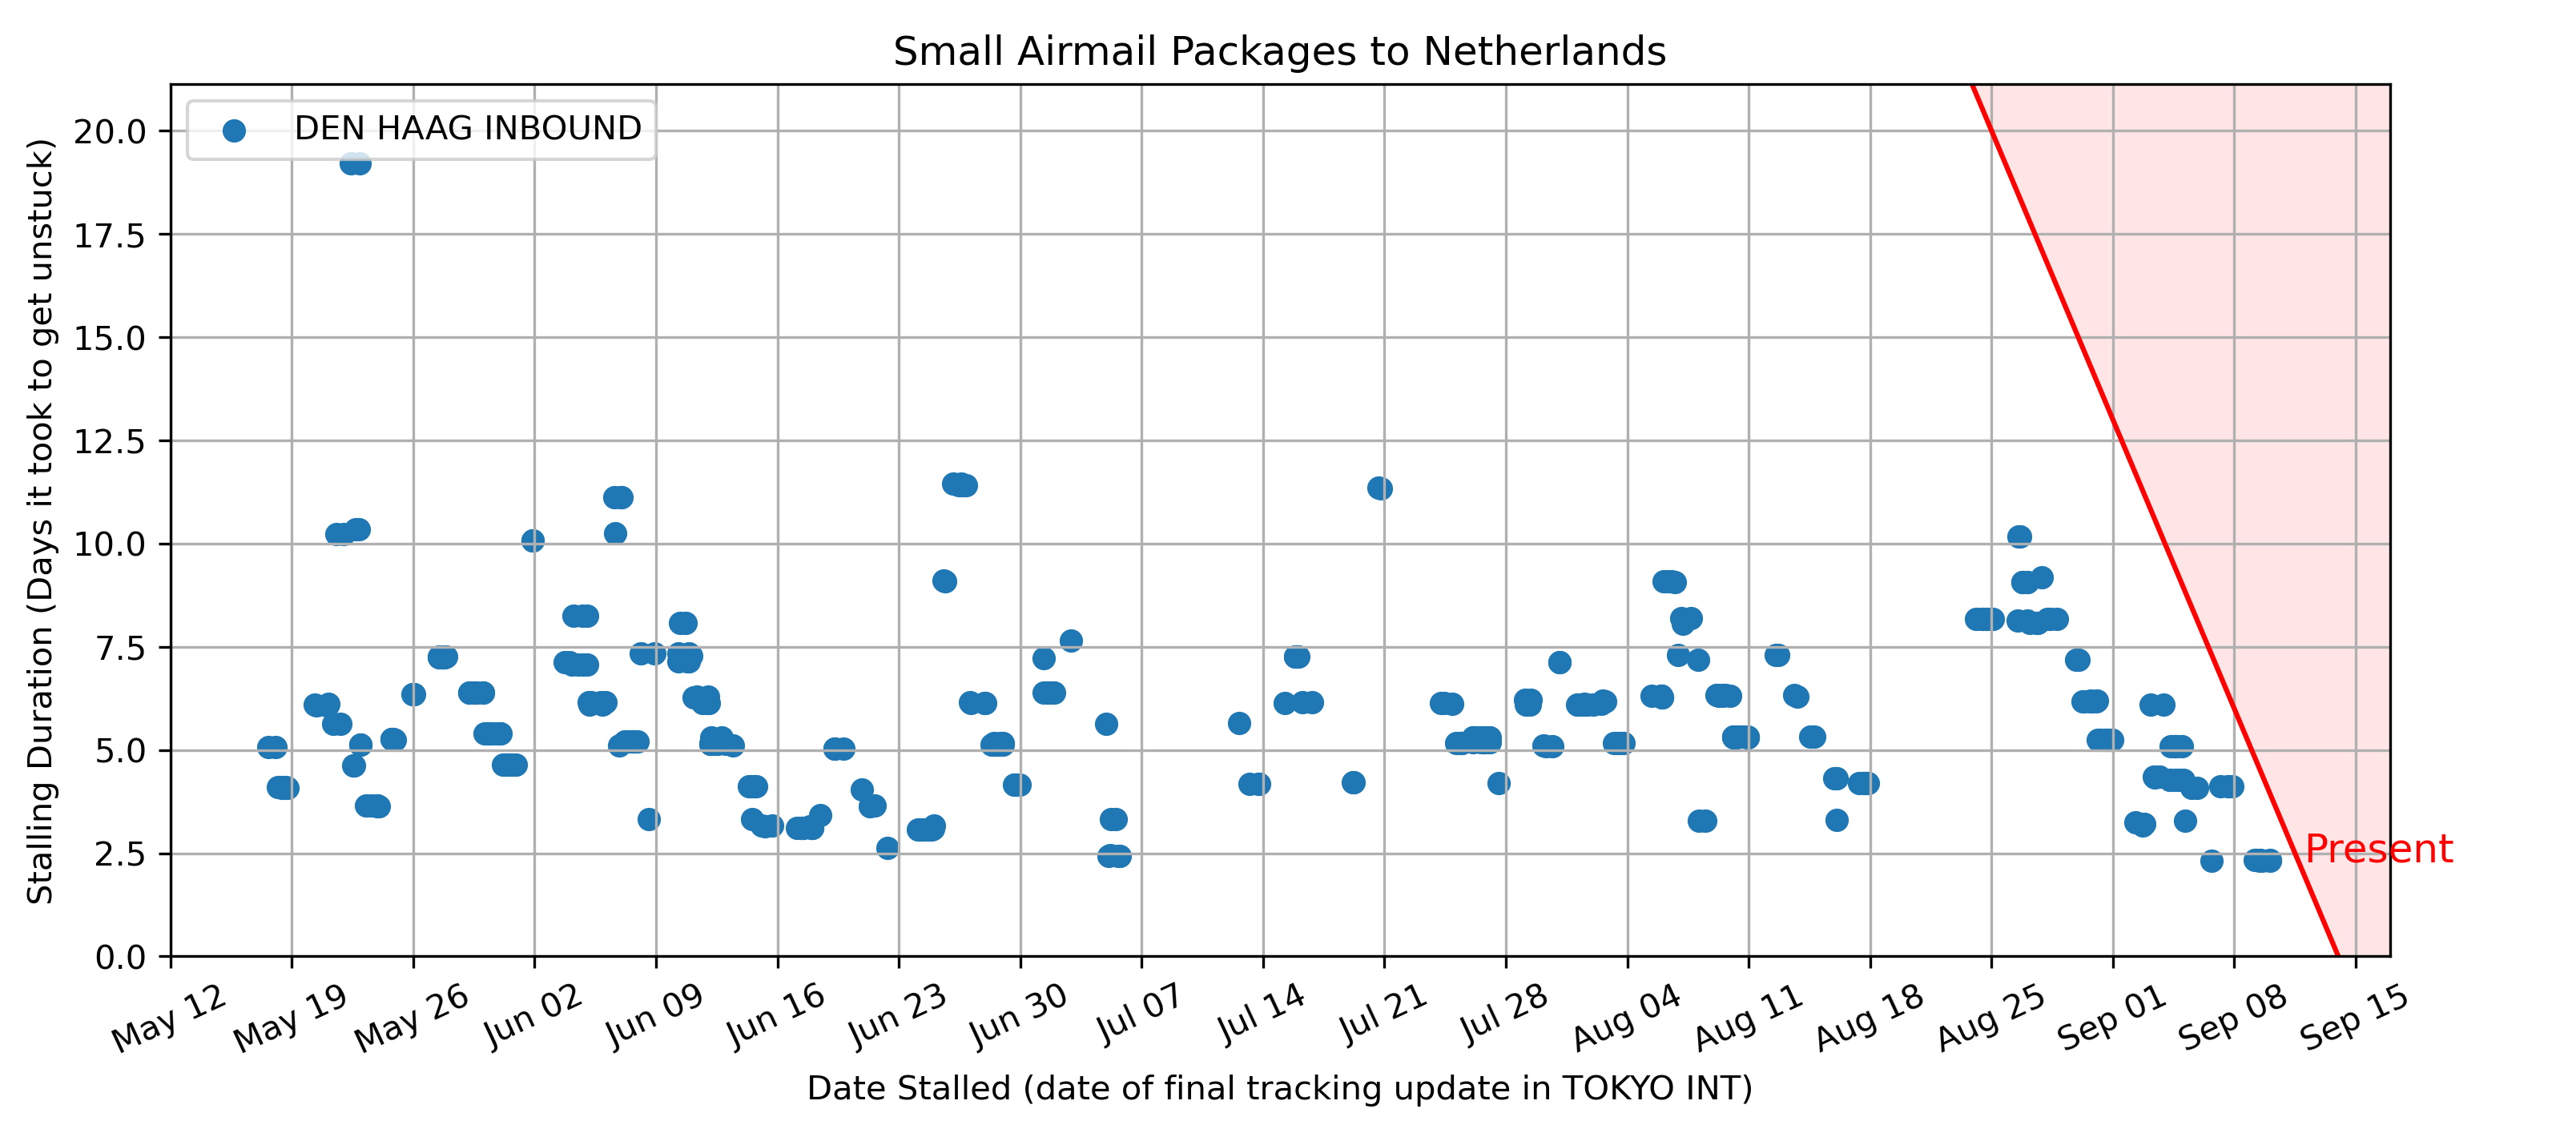 Small Airmail Packages to Netherlands
DEN HAAG INBOUND
Stalling Duration (Days it took to get unstuck)
20.0
17.5
15.0
12.5
10.0
7.5
5.0
2.5
0.0
Present
May 12
May 19
May 26
Jun 02
Jun 09
Jun 16
Jun 23
Jun 30
Jul 07
Jul 14
Jul 21
Jul 28
Aug 04
Aug 11
Aug 18
Aug 25
Sep 01
Sep 08
Sep 15
Date Stalled (date of final tracking update in TOKYO INT)